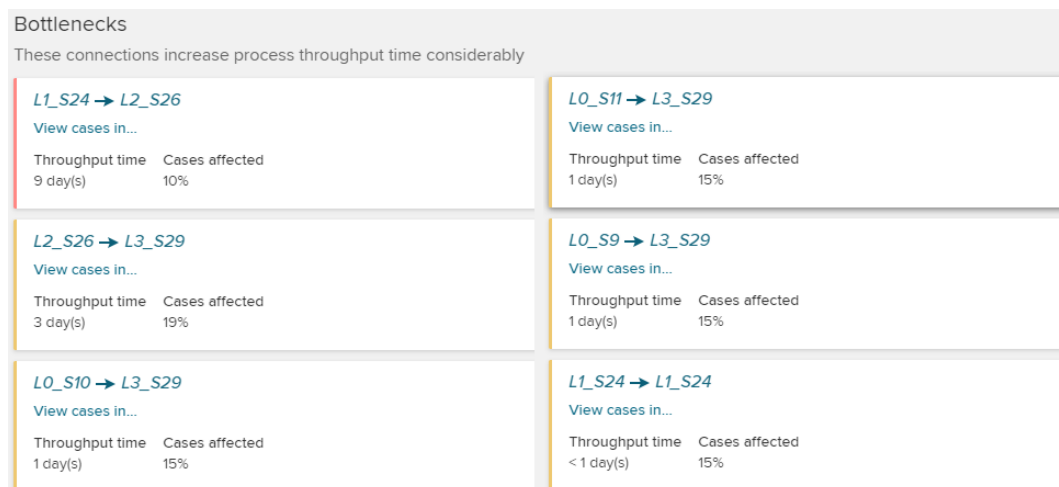 Bottlenecks
These connections increase process throughput time considerably
L1_S24 → L2_S26
View cases in...
Throughput time Cases affected
9 day(s) 10%
L2_S26 → L3_S29
View cases in...
Throughput time Cases affected
3 day(s) 19%
L0_S10 → L3_S29
View cases in...
Throughput time Cases affected
1 day(s) 15%
L0_S11 → L3_S29
View cases in...
Throughput time Cases affected
1 day(s) 15%
L0_S9 → L3_S29
View cases in...
Throughput time Cases affected
1 day(s) 15%
L1_S24 → L1_S24
View cases in...
Throughput time Cases affected
< 1 day(s) 15%